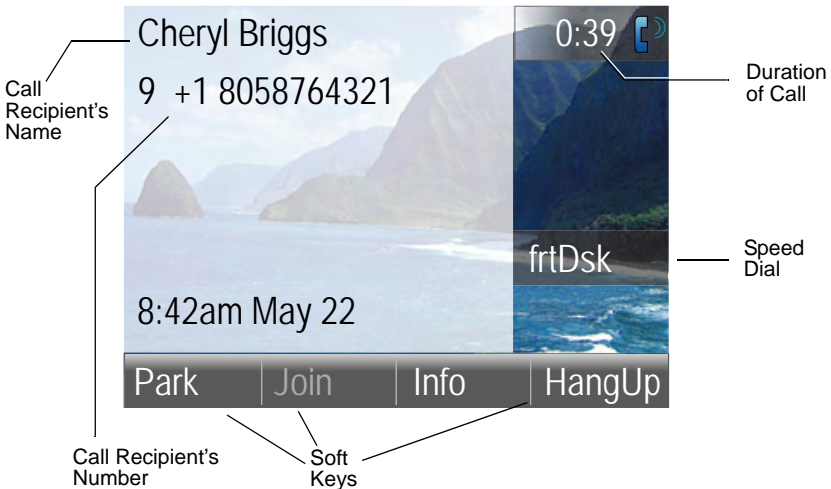 Cheryl Briggs
0:39
Call
Recipient's
Name
9 +1 8058764321
Duration
of Call
frtDsk
Speed
Dial
8:42am May 22
Park
Join
Info
HangUp
Call Recipient's
Number
Soft
Keys